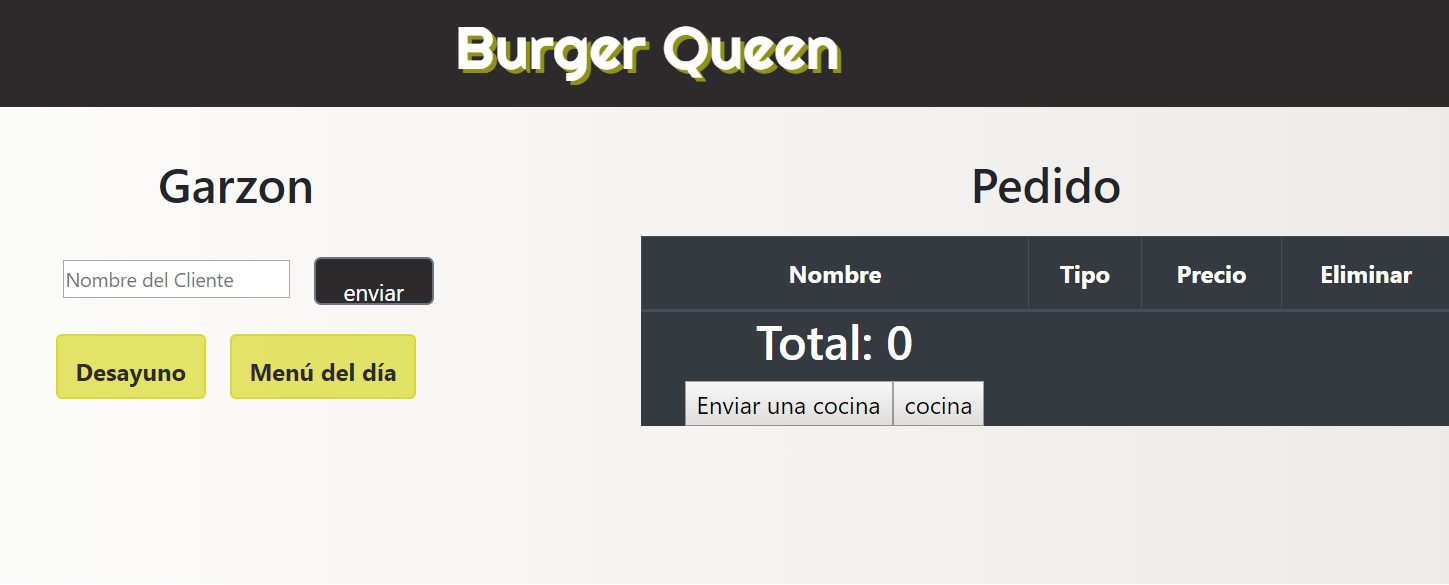 Burger Queen
Garzon
Nombre del Cliente
enviar
Desayuno
Menú del día
Pedido
Nombre Tipo Precio Eliminar
Total: 0
Enviar una cocina cocina